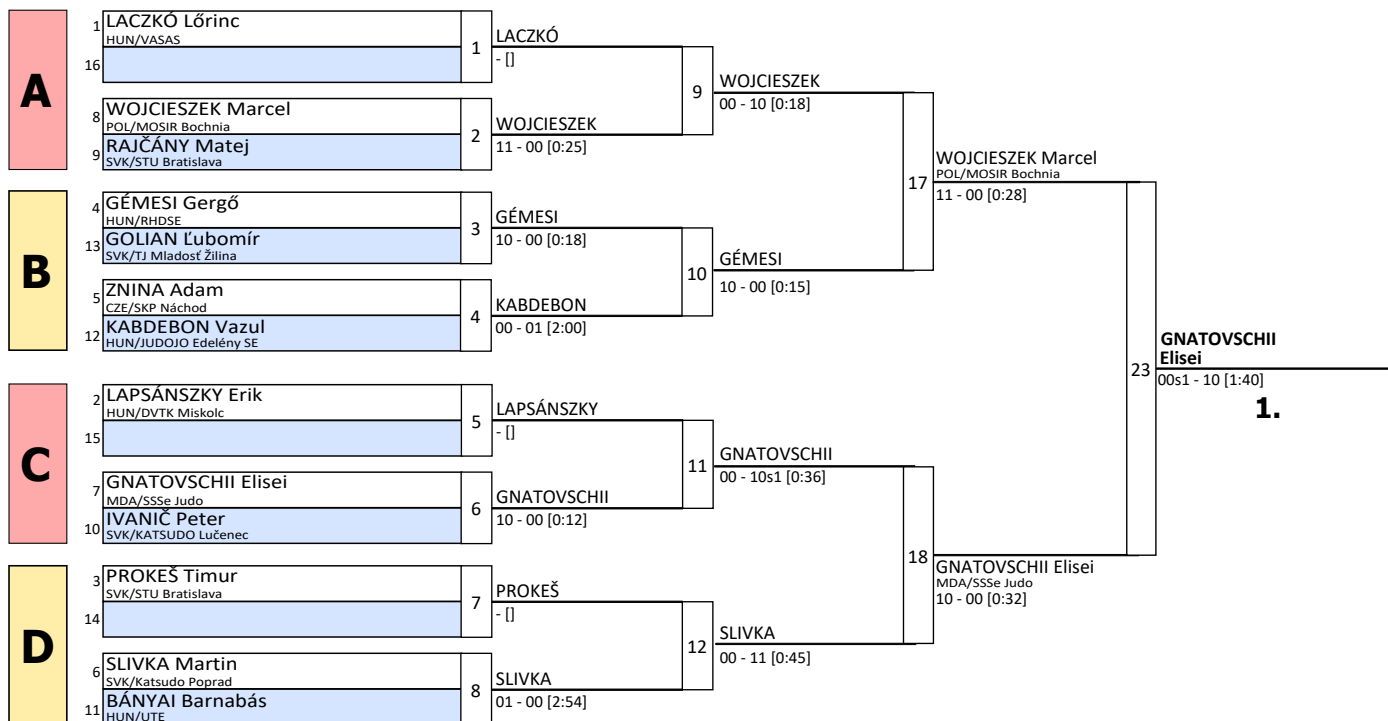 A
1 LACZKÓ Lőrinc
HUN/VASAS
16
1
LACZKÓ
- []
8 WOJCIESZEK Marcel
POL/MOSIR Bochnia
9 RAJČÁNY Matej
SVK/STU Bratislava
2
WOJCIESZEK
11 - 00 [0:25]
9
WOJCIESZEK
00 - 10 [0:18]
B
4 GÉMESI Gergő
HUN/RHDSE
13 GOLIAN Ľubomír
SVK/TJ Mladosť Žilina
3
GÉMESI
10 - 00 [0:18]
5 ZNINA Adam
CZE/SKP Náchod
12 KABDEBON Vazul
HUN/JUDOJO Edelény SE
4
KABDEBON
00 - 01 [2:00]
10
GÉMESI
10 - 00 [0:15]
17
WOJCIESZEK Marcel
POL/MOSIR Bochnia
11 - 00 [0:28]
C
2 LAPSÁNSZKY Erik
HUN/DVTK Miskolc
15
5
LAPSÁNSZKY
- []
7 GNATOVSCHII Elisei
MDA/SSSe Judo
10 IVANIČ Peter
SVK/KATSUDO Lučenec
6
GNATOVSCHII
10 - 00 [0:12]
11
GNATOVSCHII
00 - 10s1 [0:36]
D
3 PROKEŠ Timur
SVK/STU Bratislava
14
7
PROKEŠ
- []
6 SLIVKA Martin
SVK/Katsudo Poprad
11 BÁNYAI Barnabás
HUN/UTE
8
SLIVKA
01 - 00 [2:54]
12
SLIVKA
00 - 11 [0:45]
18
GNATOVSCHII Elisei
MDA/SSSe Judo
10 - 00 [0:32]
23
GNATOVSCHII
Elisei
00s1 - 10 [1:40]
1.